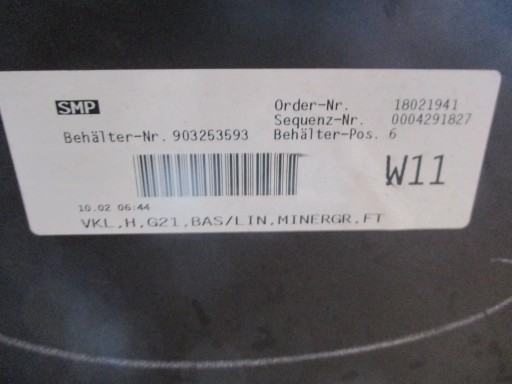 SMP
Order-Nr. 18021941
Sequenz-Nr. 0004291827
Behälter-Nr. 903253593 Behälter-Pos. 6
W11
10.02 06:44
VKL,H,G21,BAS/LIN,MINERGR,FT